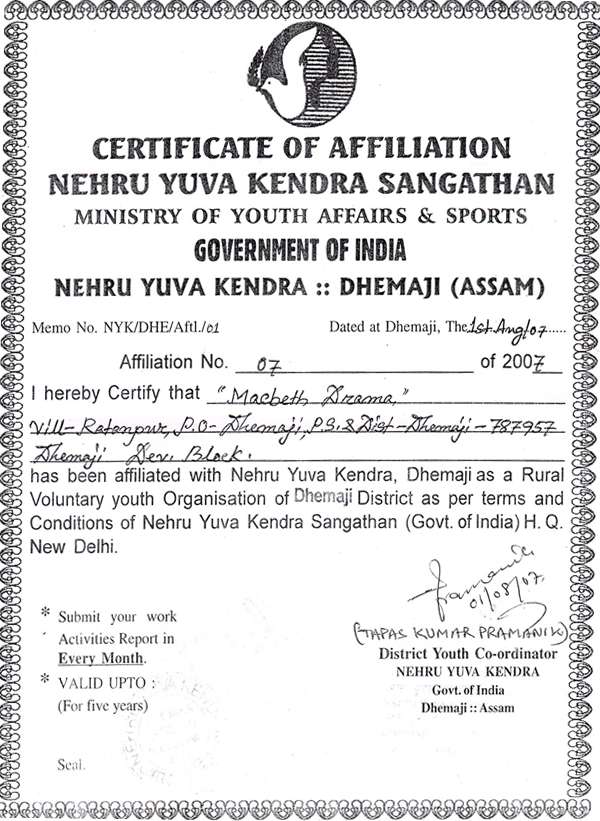 CERTIFICATE OF AFFILIATION
NEHRU YUVA KENDRA SANGATHAN
MINISTRY OF YOUTH AFFAIRS & SPORTS
GOVERNMENT OF INDIA
NEHRU YUVA KENDRA :: DHEMAJI (ASSAM)
Memo No. NYK/DHE/Aftl./01 Dated at Dhemaji, The 1st Aug/07.....
Affiliation No. 07 of 2007
I hereby Certify that "Macbeth Drama,"
Vill-Ratanpur, P.O-Dhemaji, P.S. & Dist-Dhemaji-787957
Dhemaji Dev. Block.
has been affiliated with Nehru Yuva Kendra, Dhemaji as a Rural
Voluntary youth Organisation of Dhemaji District as per terms and
Conditions of Nehru Yuva Kendra Sangathan (Govt. of India) H. Q.
New Delhi.
Pramanik
01/08/07.
(TAPAS KUMAR PRAMANIK)
District Youth Co-ordinator
NEHRU YUVA KENDRA
Govt. of India
Dhemaji :: Assam
* Submit your work
Activities Report in
Every Month.
* VALID UPTO :
(For five years)
Seal.